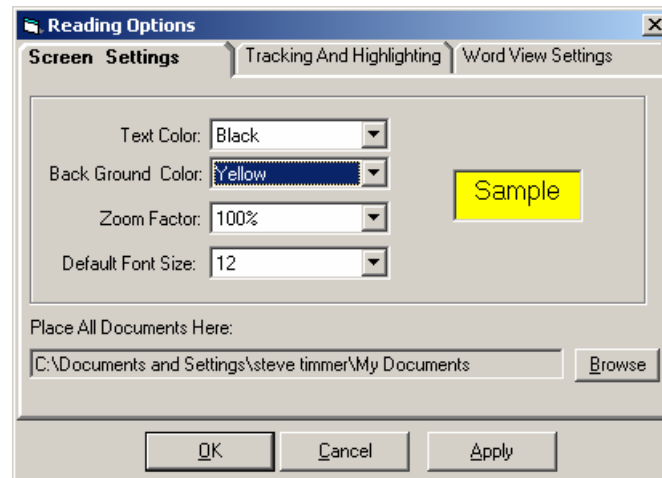 Reading Options
Screen Settings Tracking And Highlighting Word View Settings
Text Color: Black
Back Ground Color: Yellow
Sample
Zoom Factor: 100%
Default Font Size: 12
Place All Documents Here:
C:\Documents and Settings\steve timmer\My Documents Browse
OK Cancel Apply